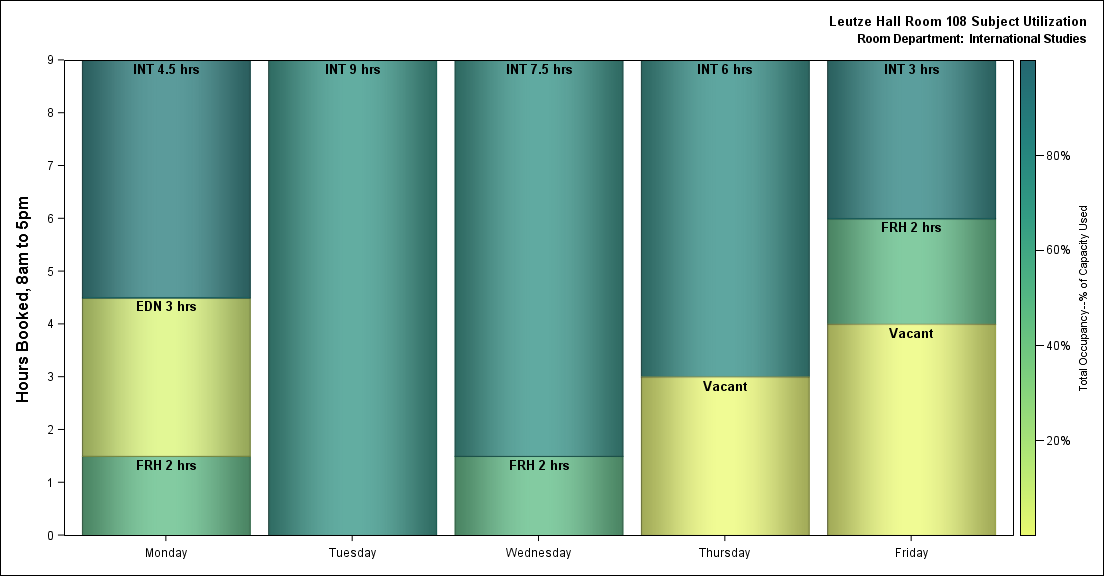 Leutze Hall Room 108 Subject Utilization
Room Department: International Studies
Hours Booked, 8am to 5pm
9
8
7
6
5
4
3
2
1
0
INT 4.5 hrs
EDN 3 hrs
FRH 2 hrs
INT 9 hrs
INT 7.5 hrs
FRH 2 hrs
INT 6 hrs
Vacant
INT 3 hrs
FRH 2 hrs
Vacant
Monday
Tuesday
Wednesday
Thursday
Friday
80%
60%
40%
20%
Total Occupancy--% of Capacity Used